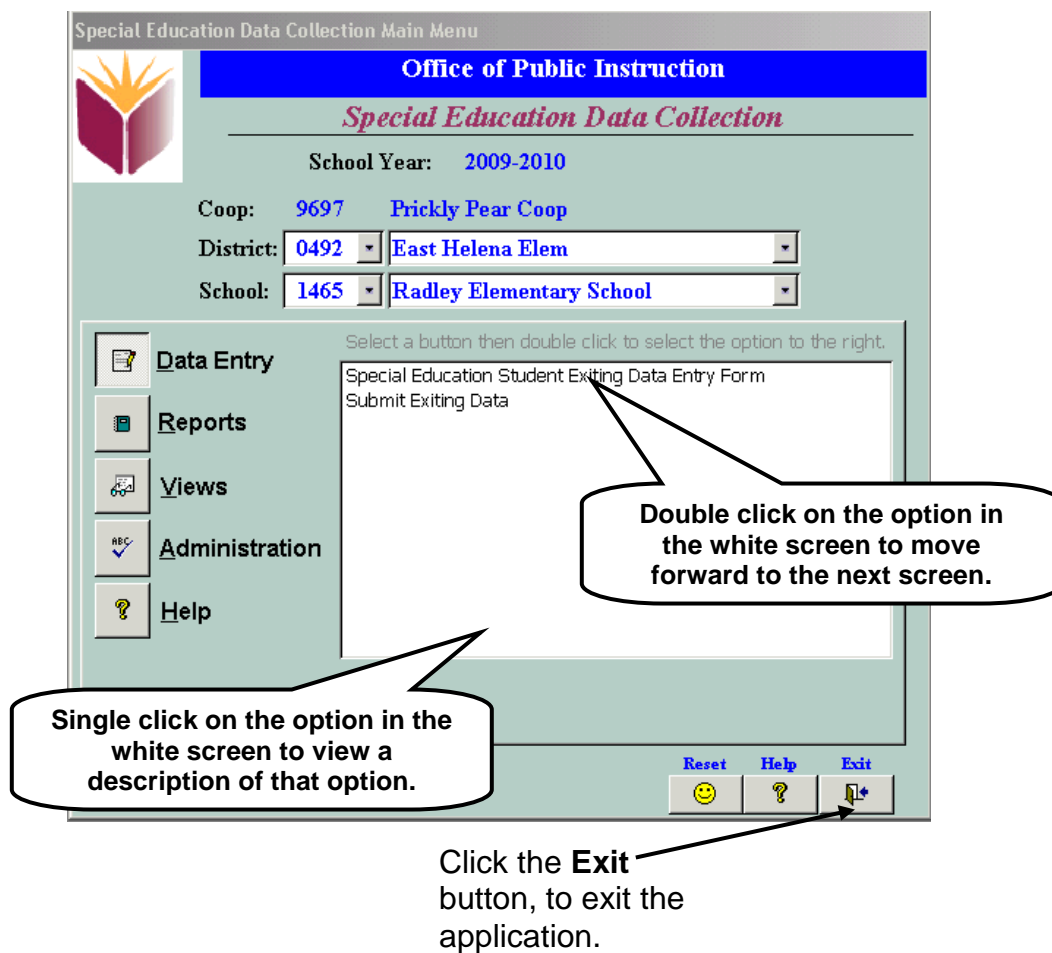 Special Education Data Collection Main Menu
Office of Public Instruction
Special Education Data Collection
School Year: 2009-2010
Coop: 9697 Prickly Pear Coop
District: 0492 East Helena Elem
School: 1465 Radley Elementary School
Select a button then double click to select the option to the right.
Data Entry
Special Education Student Exiting Data Entry Form
Submit Exiting Data
Reports
Views
ABC
Administration
Help
Double click on the option in
the white screen to move
forward to the next screen.
Single click on the option in the
white screen to view a
description of that option.
Reset Help Exit
Click the Exit
button, to exit the
application.